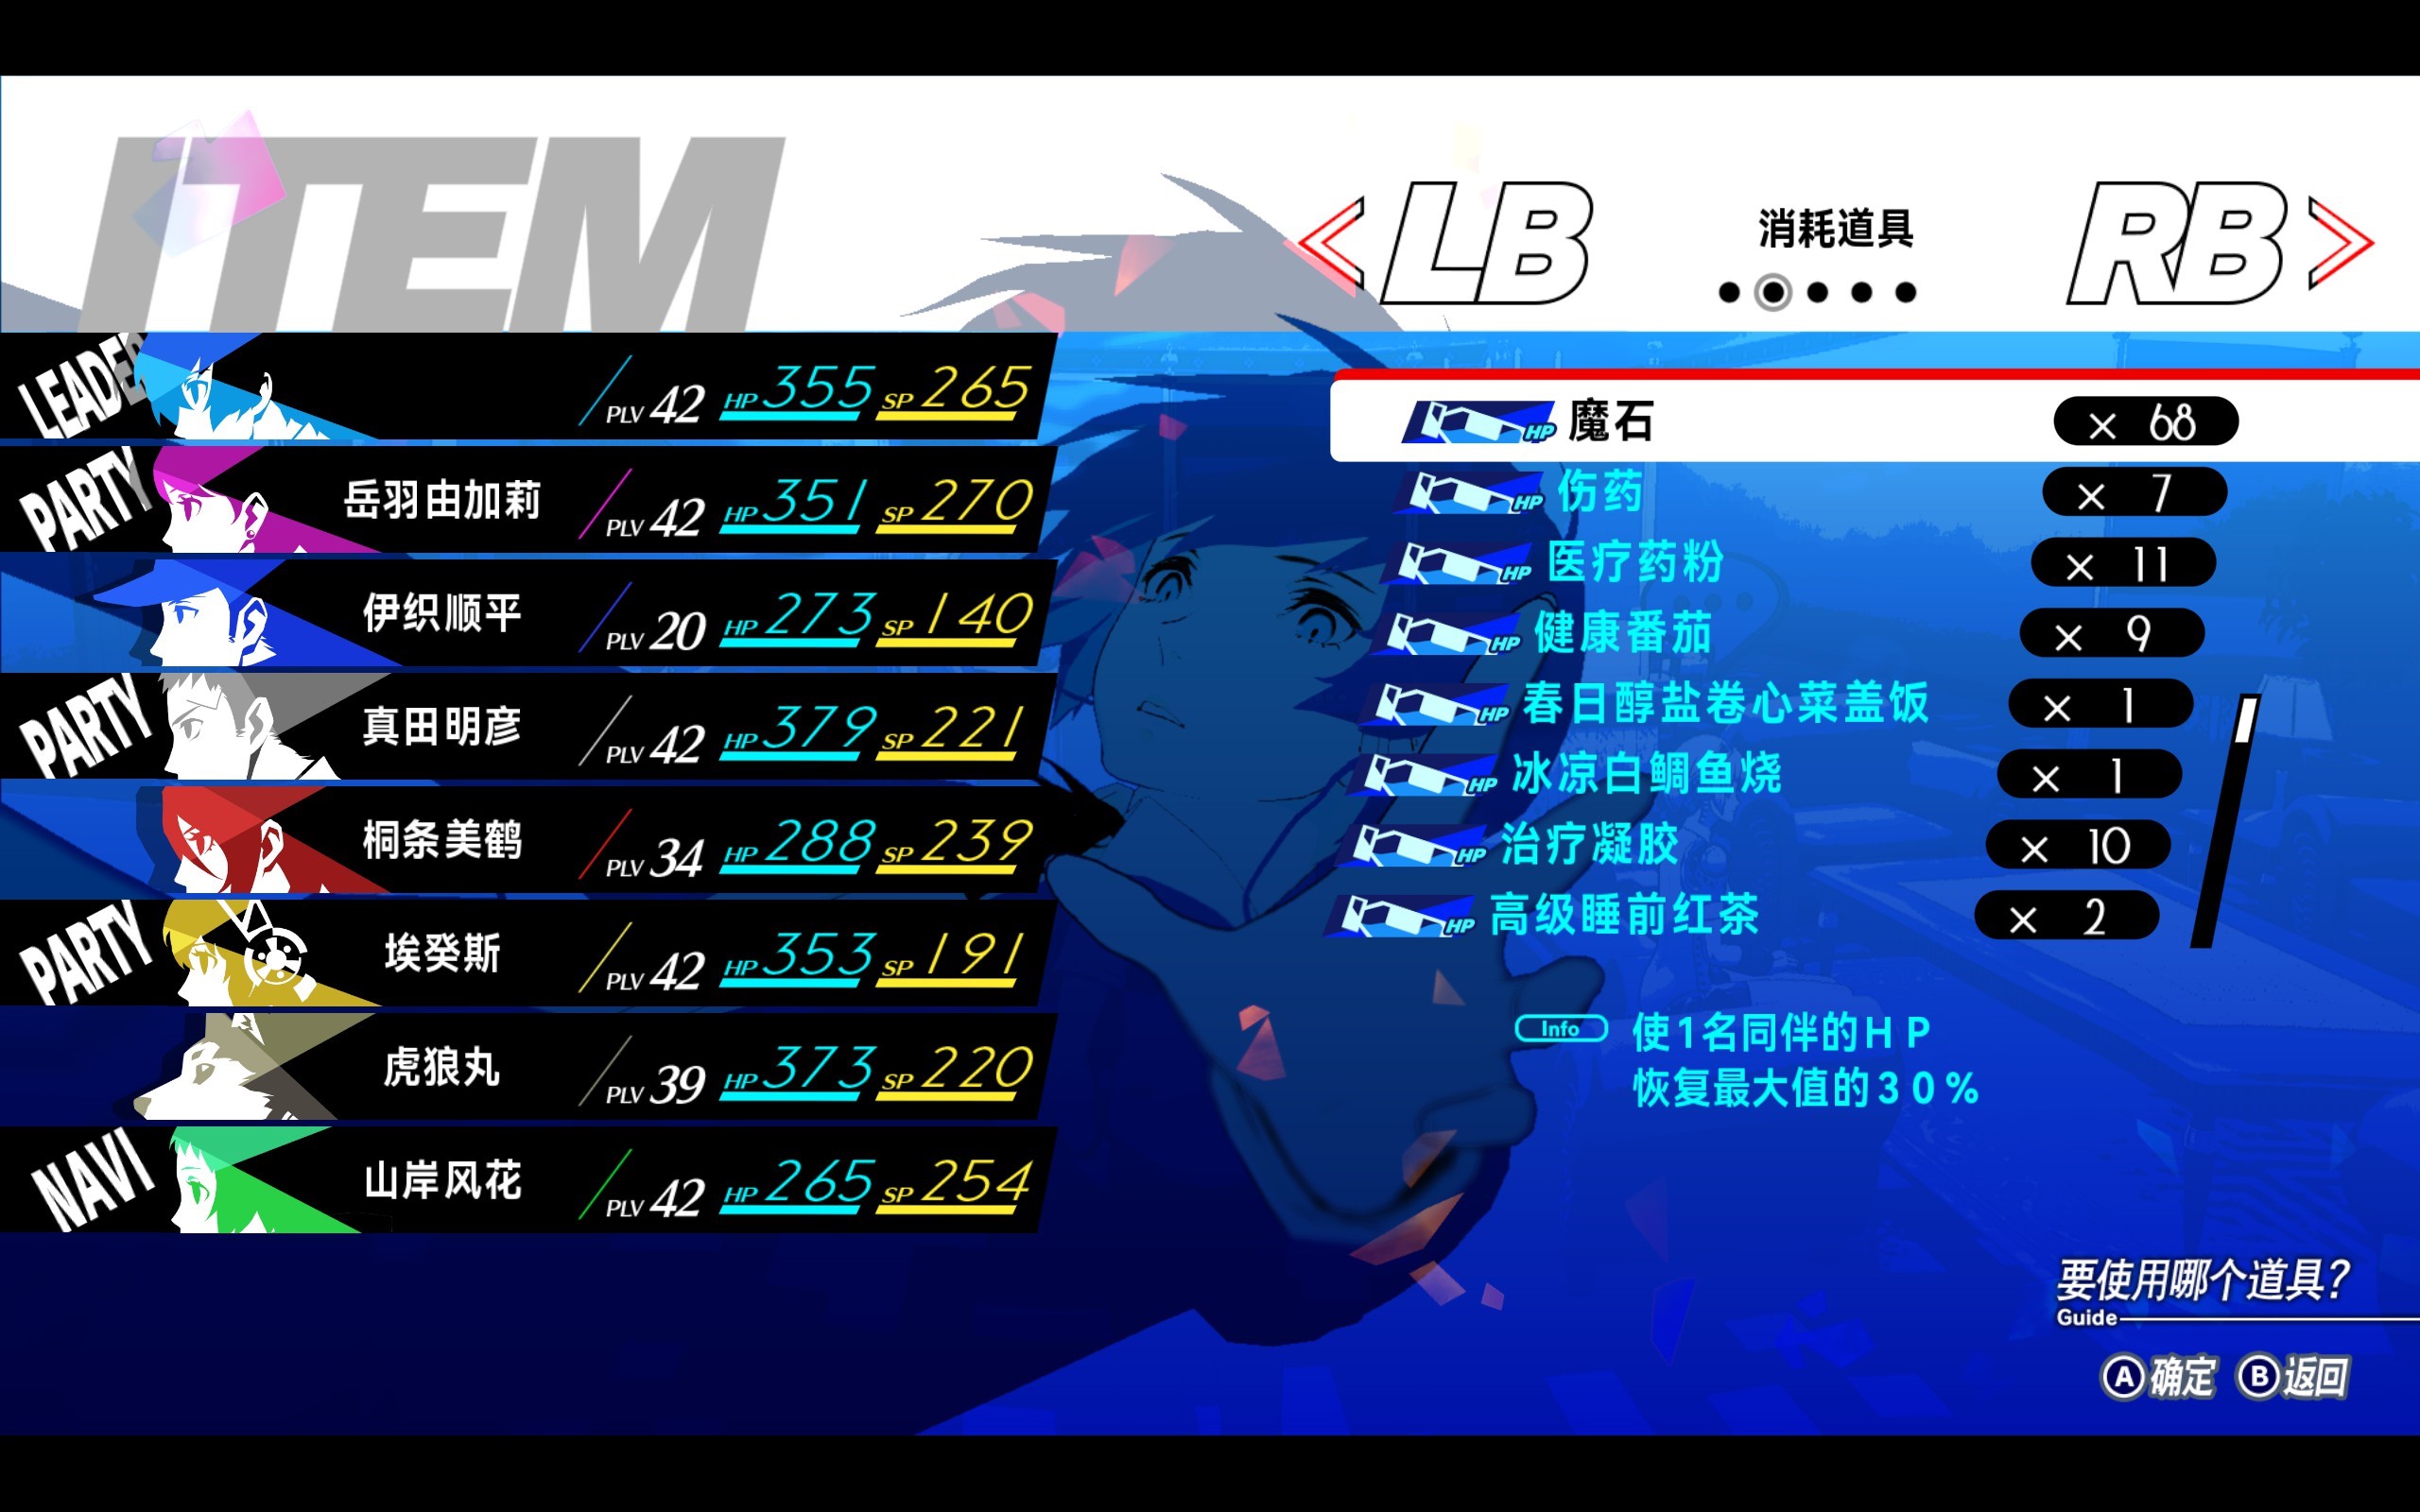 ITEM
< LB 消耗道具 RB >
LEADER PLV 42 HP 355 SP 265
PARTY 岳羽由加莉 PLV 42 HP 351 SP 270
伊织顺平 PLV 20 HP 273 SP 140
PARTY 真田明彦 PLV 42 HP 379 SP 221
桐条美鹤 PLV 34 HP 288 SP 239
PARTY 埃癸斯 PLV 42 HP 353 SP 191
虎狼丸 PLV 39 HP 373 SP 220
NAVI 山岸风花 PLV 42 HP 265 SP 254
HP 魔石 × 68
HP 伤药 × 7
HP 医疗药粉 × 11
HP 健康番茄 × 9
HP 春日醇盐卷心菜盖饭 × 1
HP 冰凉白鲷鱼烧 × 1
HP 治疗凝胶 × 10
HP 高级睡前红茶 × 2
Info 使1名同伴的HP
恢复最大值的30%
要使用哪个道具?
Guide
A 确定 B 返回